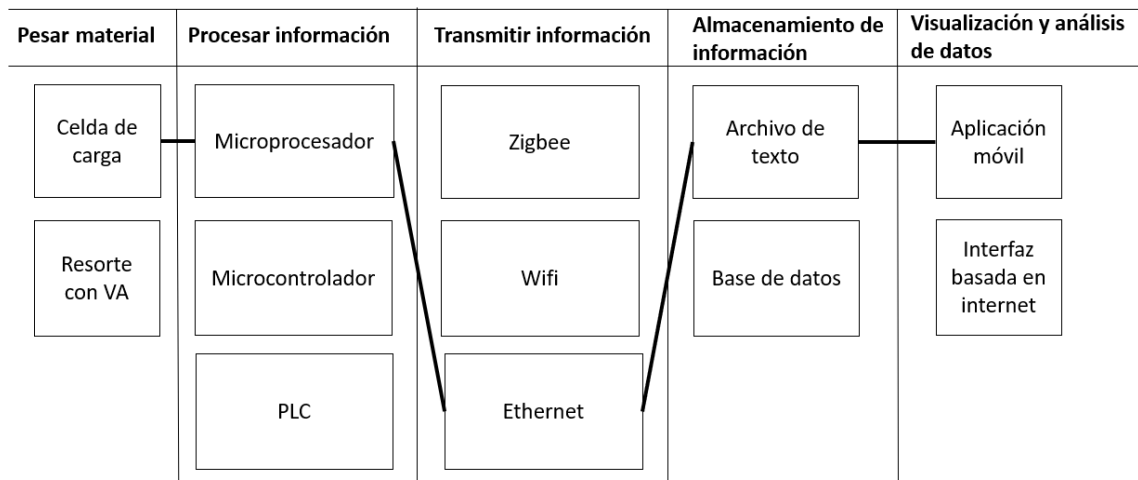 Pesar material
Procesar información
Transmitir información
Almacenamiento de
información
Visualización y análisis
de datos
Celda de
carga
Microprocesador
Zigbee
Archivo de
texto
Aplicación
móvil
Resorte
con VA
Microcontrolador
Wifi
Base de datos
Interfaz
basada en
internet
PLC
Ethernet